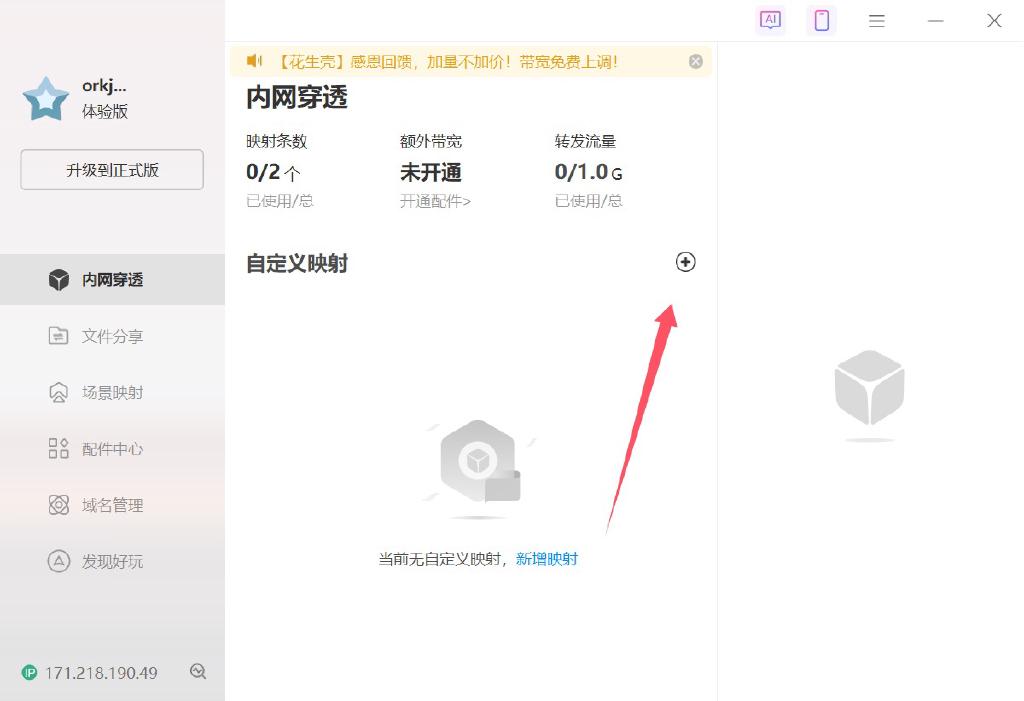 AI
orkj...
体验版
升级到正式版
内网穿透
文件分享
场景映射
配件中心
域名管理
发现好玩
IP 171.218.190.49
【花生壳】感恩回馈，加量不加价！带宽免费上调！
内网穿透
映射条数 额外带宽 转发流量
0/2 个 未开通 0/1.0 G
已使用/总 开通配件> 已使用/总
自定义映射
当前无自定义映射，新增映射